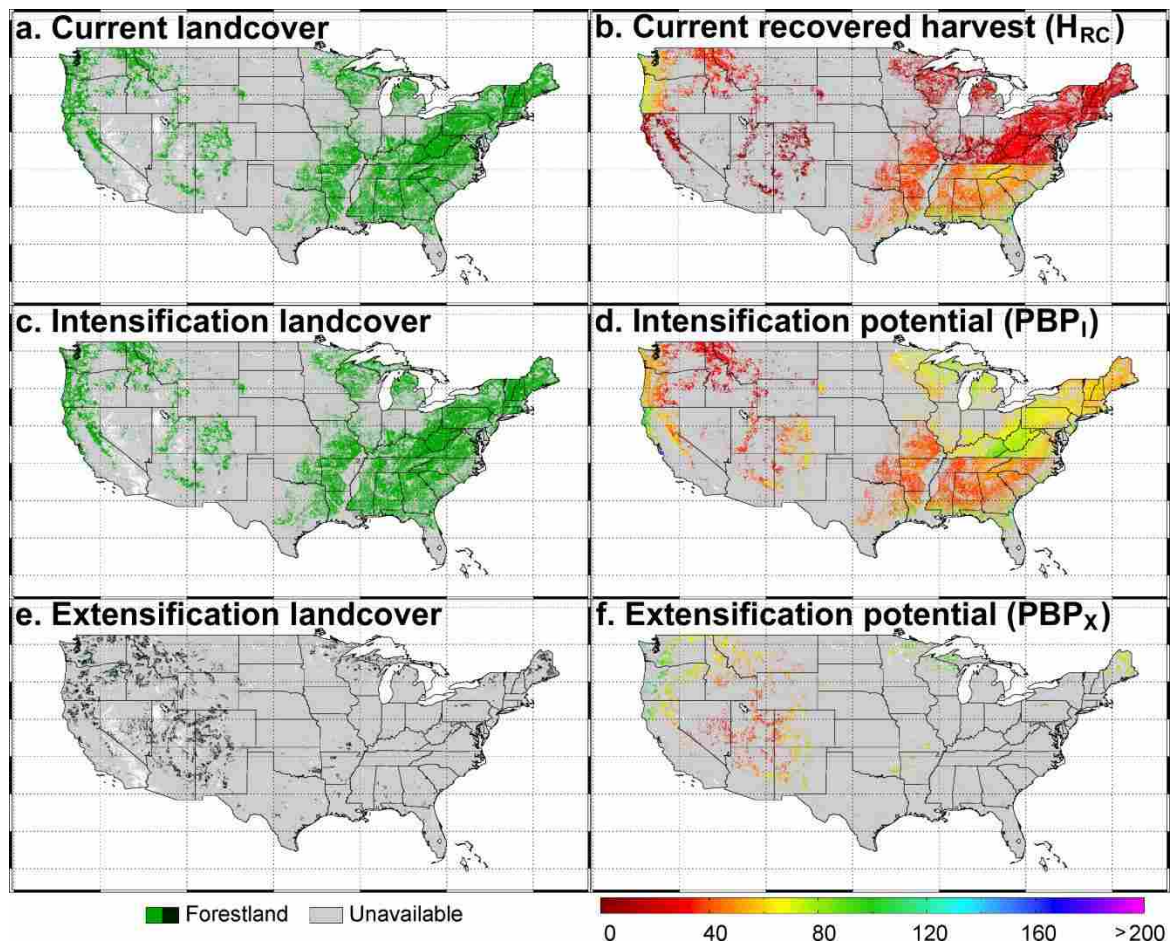 a. Current landcover
b. Current recovered harvest (HRC)
c. Intensification landcover
d. Intensification potential (PBPI)
e. Extensification landcover
f. Extensification potential (PBPX)
Forestland
Unavailable
0 40 80 120 160 >200